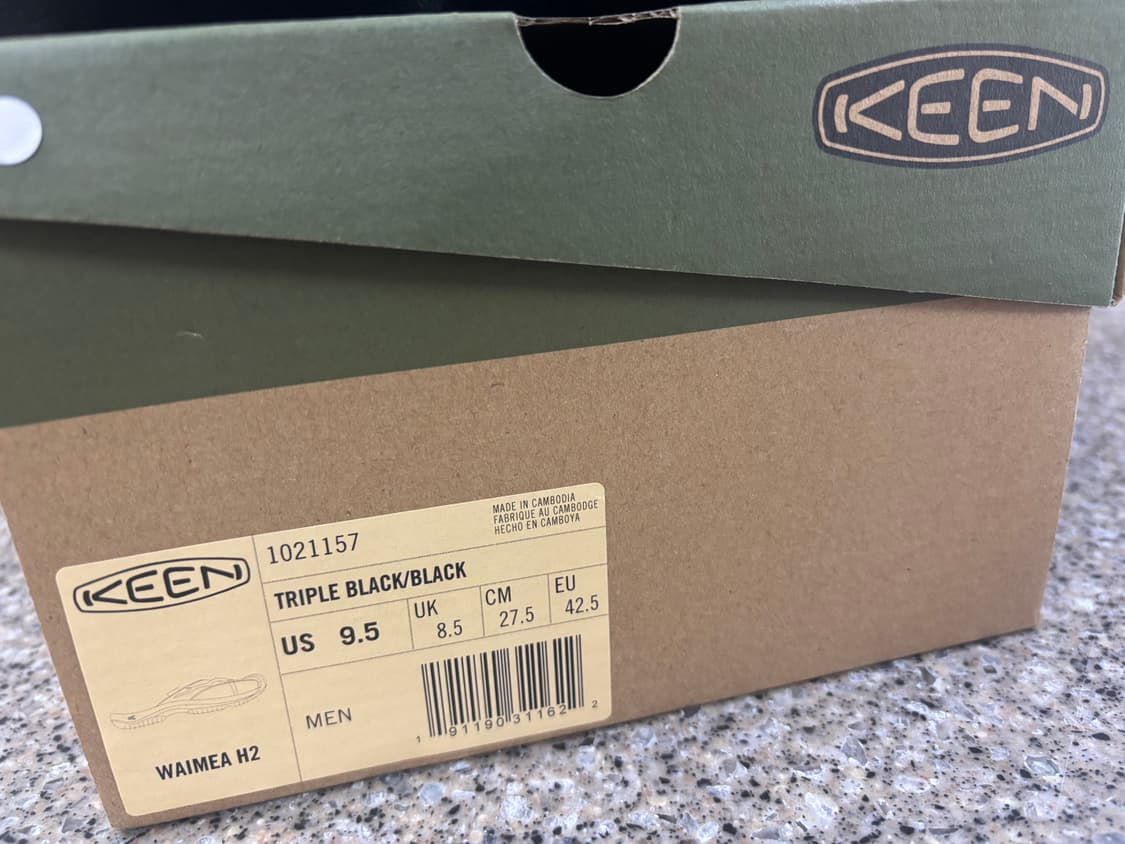 KEEN
MADE IN CAMBODIA
FABRIQUE AU CAMBODGE
HECHO EN CAMBOYA
KEEN
1021157
TRIPLE BLACK/BLACK
US 9.5
UK 8.5
CM 27.5
EU 42.5
MEN
1 91190 31162 2
WAIMEA H2